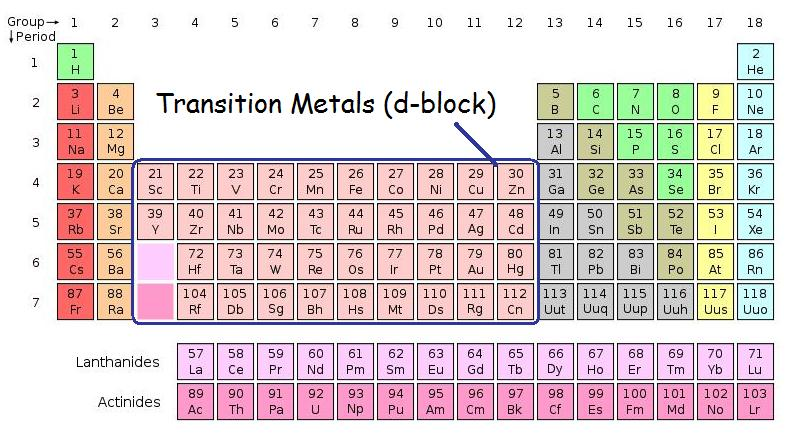 Group→ 1 2 3 4 5 6 7 8 9 10 11 12 13 14 15 16 17 18
↓Period
1 1 H 2 He
2 3 Li 4 Be 5 B 6 C 7 N 8 O 9 F 10 Ne
Transition Metals (d-block)
3 11 Na 12 Mg 13 Al 14 Si 15 P 16 S 17 Cl 18 Ar
4 19 K 20 Ca 21 Sc 22 Ti 23 V 24 Cr 25 Mn 26 Fe 27 Co 28 Ni 29 Cu 30 Zn 31 Ga 32 Ge 33 As 34 Se 35 Br 36 Kr
5 37 Rb 38 Sr 39 Y 40 Zr 41 Nb 42 Mo 43 Tc 44 Ru 45 Rh 46 Pd 47 Ag 48 Cd 49 In 50 Sn 51 Sb 52 Te 53 I 54 Xe
6 55 Cs 56 Ba 72 Hf 73 Ta 74 W 75 Re 76 Os 77 Ir 78 Pt 79 Au 80 Hg 81 Tl 82 Pb 83 Bi 84 Po 85 At 86 Rn
7 87 Fr 88 Ra 104 Rf 105 Db 106 Sg 107 Bh 108 Hs 109 Mt 110 Ds 111 Rg 112 Cn 113 Uut 114 Uuq 115 Uup 116 Uuh 117 Uus 118 Uuo
Lanthanides 57 La 58 Ce 59 Pr 60 Nd 61 Pm 62 Sm 63 Eu 64 Gd 65 Tb 66 Dy 67 Ho 68 Er 69 Tm 70 Yb 71 Lu
Actinides 89 Ac 90 Th 91 Pa 92 U 93 Np 94 Pu 95 Am 96 Cm 97 Bk 98 Cf 99 Es 100 Fm 101 Md 102 No 103 Lr